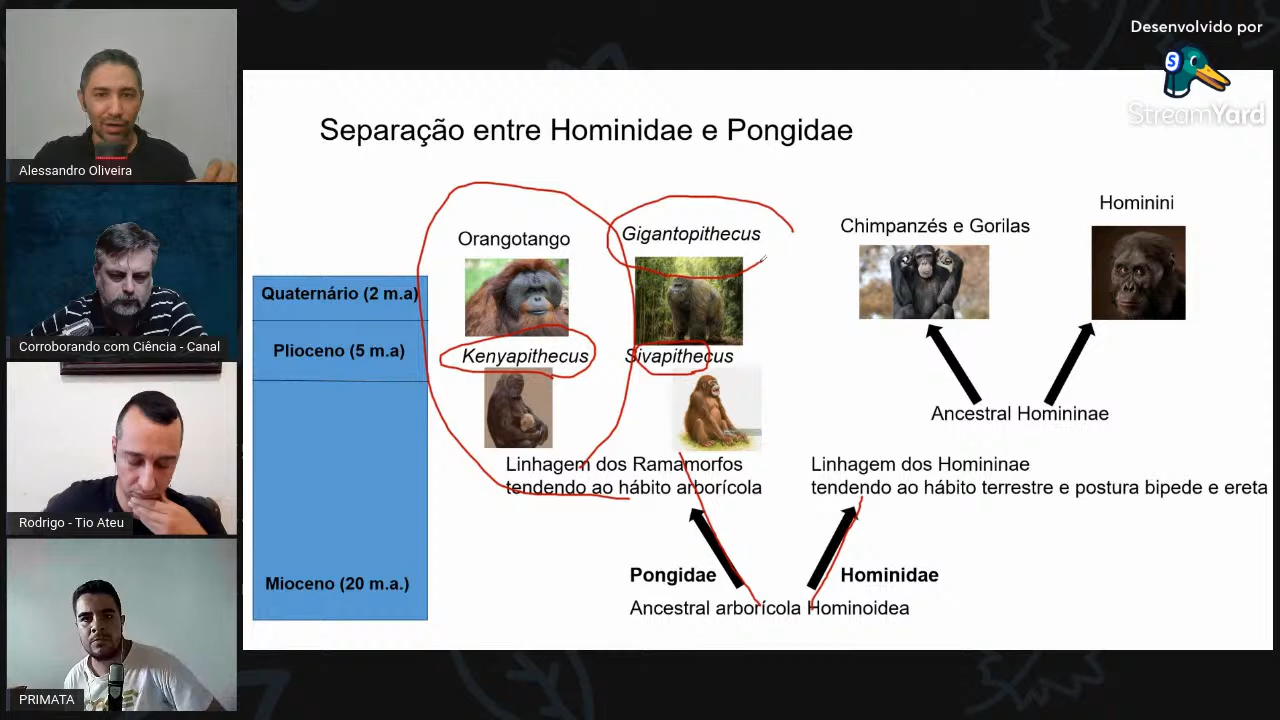 Desenvolvido por
StreamYard
Alessandro Oliveira
Corroborando com Ciência - Canal
Rodrigo - Tio Ateu
PRIMATA
Separação entre Hominidae e Pongidae
Quaternário (2 m.a)
Plioceno (5 m.a)
Mioceno (20 m.a.)
Orangotango
Gigantopithecus
Kenyapithecus
Sivapithecus
Chimpanzés e Gorilas
Hominini
Ancestral Homininae
Linhagem dos Ramamorfos
tendendo ao hábito arborícola
Linhagem dos Homininae
tendendo ao hábito terrestre e postura bipede e ereta
Pongidae
Hominidae
Ancestral arborícola Hominoidea